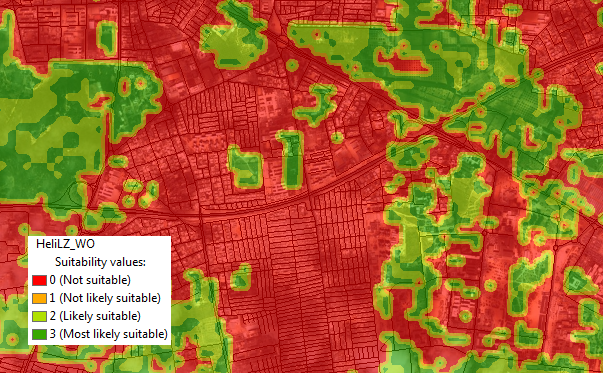 HeliLZ_WO
Suitability values:
0 (Not suitable)
1 (Not likely suitable)
2 (Likely suitable)
3 (Most likely suitable)